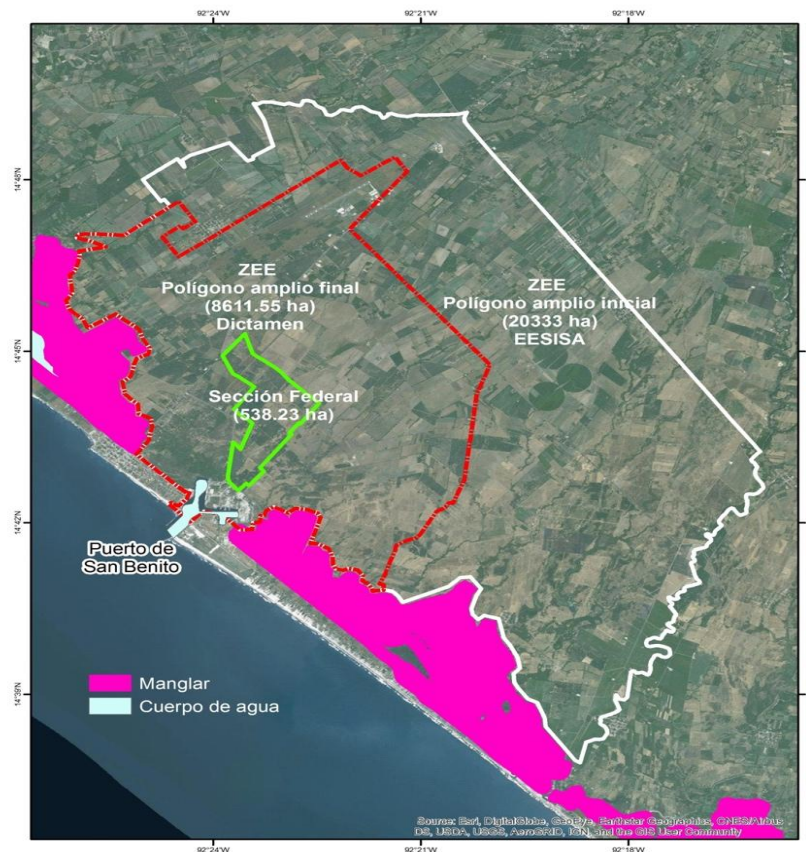 92°24'W 92°21'W 92°18'W
14°48'N
14°45'N
14°42'N
14°39'N
ZEE
Polígono amplio final
(8611.55 ha)
Dictamen
ZEE
Polígono amplio inicial
(20333 ha)
EESISA
Sección Federal
(538.23 ha)
Puerto de
San Benito
Manglar
Cuerpo de agua
Source: Esri, DigitalGlobe, GeoEye, Earthstar Geographics, CNES/Airbus
DS, USDA, USGS, AeroGRID, IGN, and the GIS User Community
92°24'W 92°21'W 92°18'W